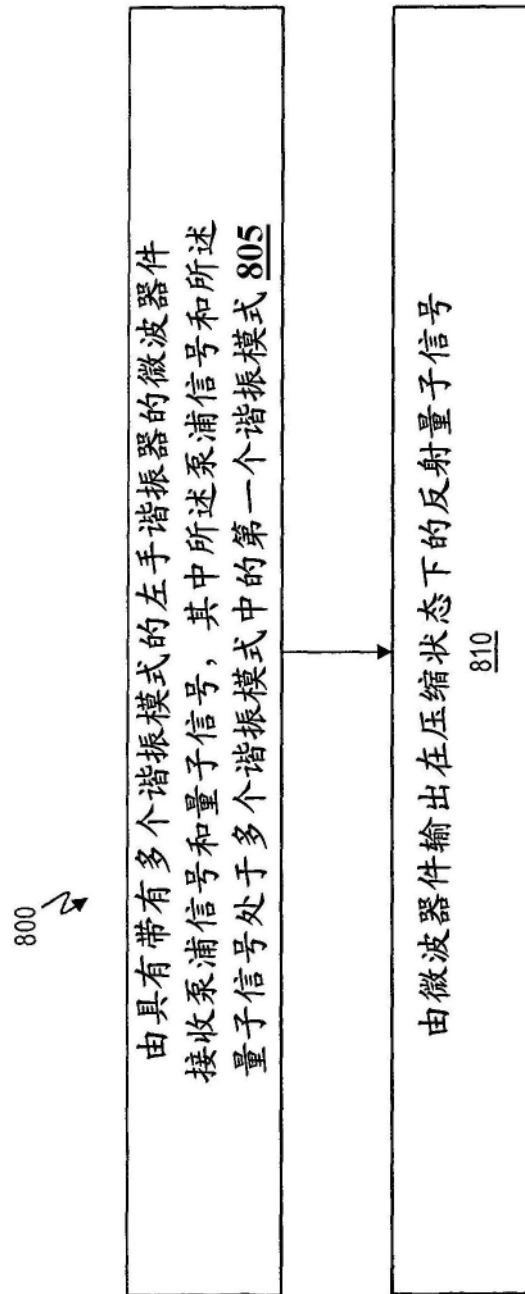 800
由具有带有多个谐振模式的左手谐振器的微波器件
接收泵浦信号和量子信号，其中所述泵浦信号和所述
量子信号处于多个谐振模式中的第一个谐振模式 805
由微波器件输出在压缩状态下的反射量子信号
810